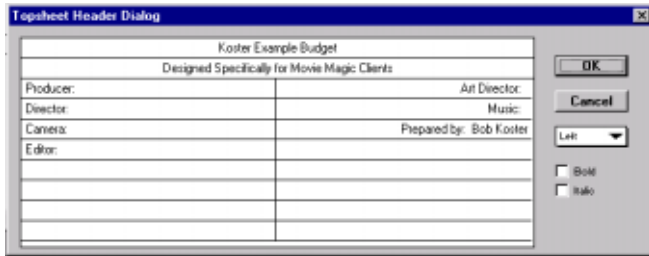 Topsheet Header Dialog
Koster Example Budget
Designed Specifically for Movie Magic Clients
Producer: Art Director:
Director: Music:
Camera: Prepared by: Bob Koster
Editor:
OK
Cancel
Left
Bold
Italic